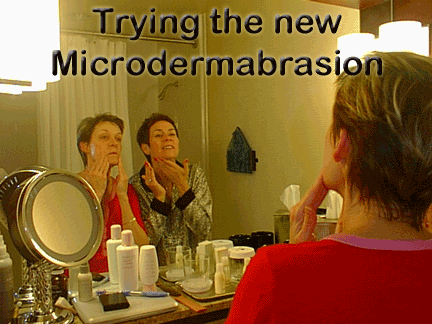 Trying the new
Microdermabrasion